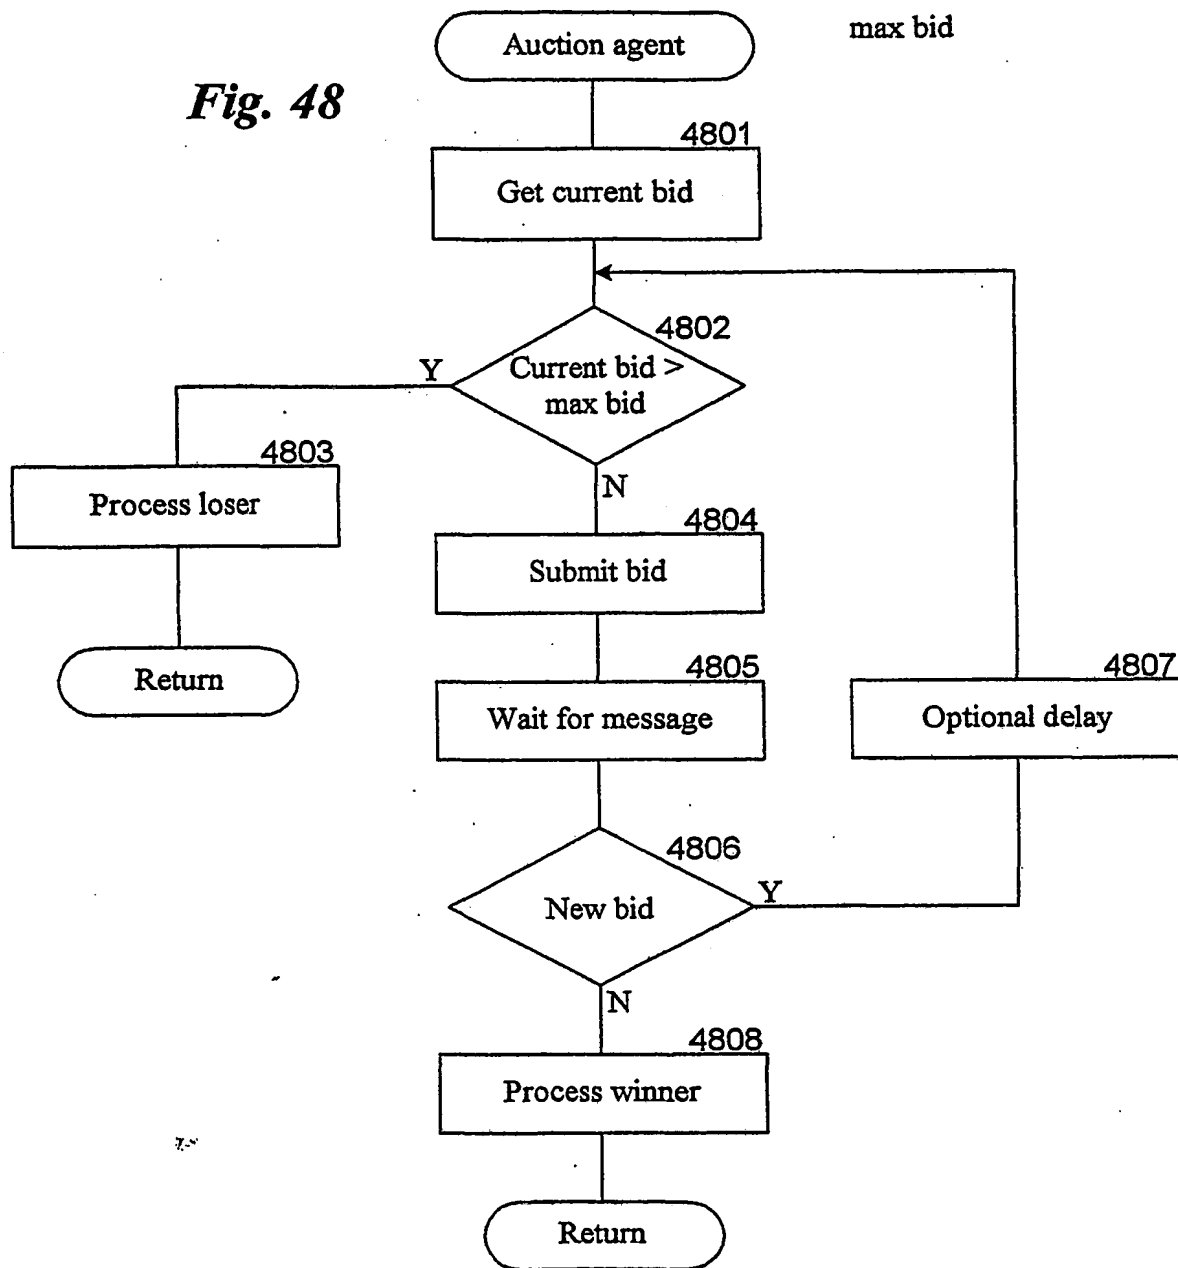 Auction agent
max bid
Fig. 48
4801
Get current bid
4802
Y
Current bid >
max bid
4803
N
Process loser
4804
Submit bid
Return
4805
4807
Wait for message
Optional delay
4806
Y
New bid
N
4808
Process winner
Return